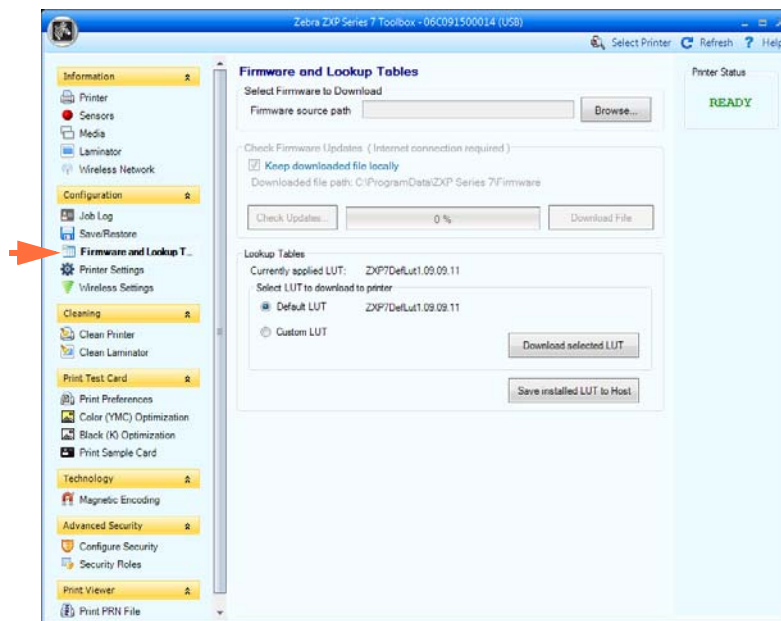 Zebra ZXP Series 7 Toolbox - 06C091500014 (USB)
Select Printer Refresh ? Help
Information
Printer
Sensors
Media
Laminator
Wireless Network
Configuration
Job Log
Save/Restore
Firmware and Lookup T...
Printer Settings
Wireless Settings
Cleaning
Clean Printer
Clean Laminator
Print Test Card
Print Preferences
Color (YMC) Optimization
Black (K) Optimization
Print Sample Card
Technology
Magnetic Encoding
Advanced Security
Configure Security
Security Roles
Print Viewer
Print PRN File
Firmware and Lookup Tables
Select Firmware to Download
Firmware source path Browse...
Check Firmware Updates ( Internet connection required )
Keep downloaded file locally
Downloaded file path: C:\ProgramData\ZXP Series 7\Firmware
Check Updates... 0 % Download File
Lookup Tables
Currently applied LUT: ZXP7DefLut1.09.09.11
Select LUT to download to printer
Default LUT ZXP7DefLut1.09.09.11
Custom LUT
Download selected LUT
Save installed LUT to Host
Printer Status
READY